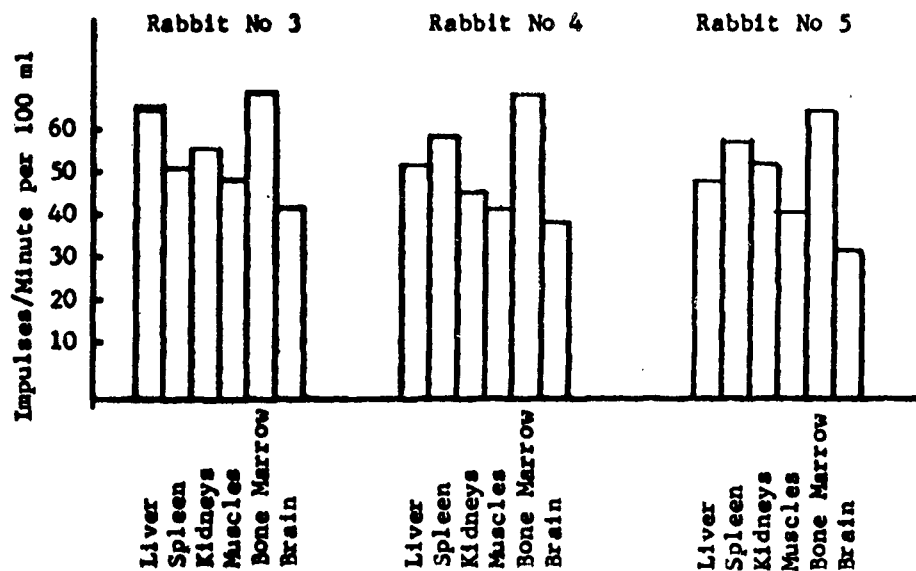 Rabbit No 3
Rabbit No 4
Rabbit No 5
Impulses/Minute per 100 ml
60
50
40
30
20
10
Liver
Spleen
Kidneys
Muscles
Bone Marrow
Brain
Liver
Spleen
Kidneys
Muscles
Bone Marrow
Brain
Liver
Spleen
Kidneys
Muscles
Bone Marrow
Brain